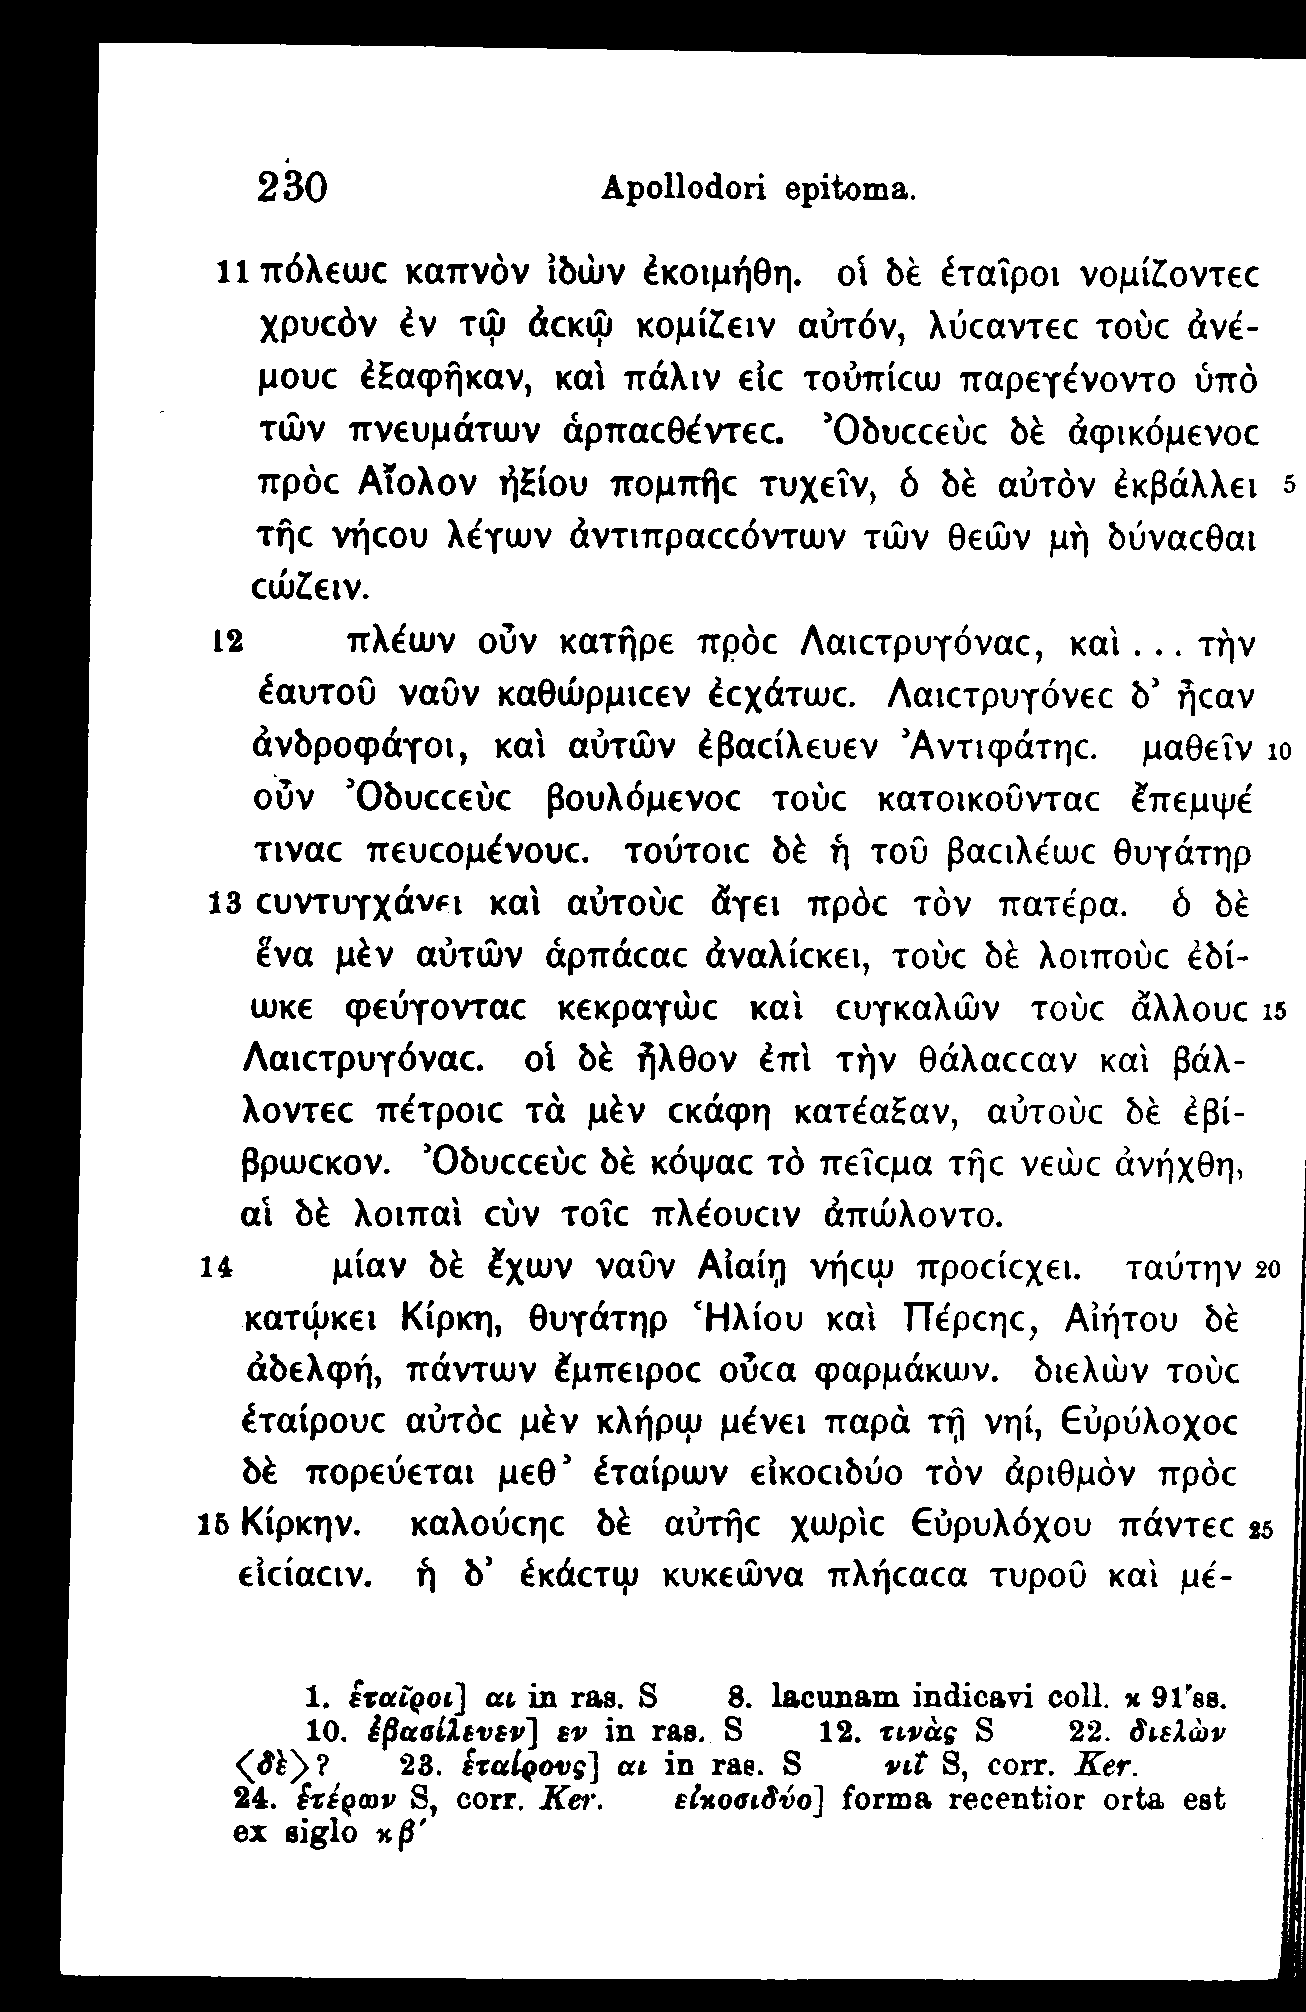 230 Apollodori epitoma.
11 πόλεωϲ καπνὸν ἰδὼν ἐκοιμήθη. οἱ δὲ ἑταῖροι νομίζοντεϲ
χρυϲὸν ἐν τῷ ἀϲκῷ κομίζειν αὐτόν, λύϲαντεϲ τοὺϲ ἀνέ-
μουϲ ἐξαφῆκαν, καὶ πάλιν εἰϲ τοὐπίϲω παρεγένοντο ὑπὸ
τῶν πνευμάτων ἁρπαϲθέντεϲ. Ὀδυϲϲεὺϲ δὲ ἀφικόμενοϲ
πρὸϲ Αἴολον ἠξίου πομπῆϲ τυχεῖν, ὁ δὲ αὐτὸν ἐκβάλλει 5
τῆϲ νήϲου λέγων ἀντιπραϲϲόντων τῶν θεῶν μὴ δύναϲθαι
ϲώζειν.
12 πλέων οὖν κατῆρε πρὸϲ Λαιϲτρυγόναϲ, καὶ ... τὴν
ἑαυτοῦ ναῦν καθώρμιϲεν ἐϲχάτωϲ. Λαιϲτρυγόνεϲ δ’ ἦϲαν
ἀνδροφάγοι, καὶ αὐτῶν ἐβαϲίλευεν Ἀντιφάτηϲ. μαθεῖν 10
οὖν Ὀδυϲϲεὺϲ βουλόμενοϲ τοὺϲ κατοικοῦνταϲ ἔπεμψέ
τιναϲ πευϲομένουϲ. τούτοιϲ δὲ ἡ τοῦ βαϲιλέωϲ θυγάτηρ
13 ϲυντυγχάνει καὶ αὐτοὺϲ ἄγει πρὸϲ τὸν πατέρα. ὁ δὲ
ἕνα μὲν αὐτῶν ἁρπάϲαϲ ἀναλίϲκει, τοὺϲ δὲ λοιποὺϲ ἐδί-
ωκε φεύγονταϲ κεκραγὼϲ καὶ ϲυγκαλῶν τοὺϲ ἄλλουϲ 15
Λαιϲτρυγόναϲ. οἱ δὲ ἦλθον ἐπὶ τὴν θάλαϲϲαν καὶ βάλ-
λοντεϲ πέτροιϲ τὰ μὲν ϲκάφη κατέαξαν, αὐτοὺϲ δὲ ἐβί-
βρωϲκον. Ὀδυϲϲεὺϲ δὲ κόψαϲ τὸ πεῖϲμα τῆϲ νεὼϲ ἀνήχθη,
αἱ δὲ λοιπαὶ ϲὺν τοῖϲ πλέουϲιν ἀπώλοντο.
14 μίαν δὲ ἔχων ναῦν Αἰαίῃ νήϲῳ προϲίϲχει. ταύτην 20
κατῴκει Κίρκη, θυγάτηρ Ἡλίου καὶ Πέρϲηϲ, Αἰήτου δὲ
ἀδελφή, πάντων ἔμπειροϲ οὖϲα φαρμάκων. διελὼν τοὺϲ
ἑταίρουϲ αὐτὸϲ μὲν κλήρῳ μένει παρὰ τῇ νηί, Εὐρύλοχοϲ
δὲ πορεύεται μεθ’ ἑταίρων εἰκοϲιδύο τὸν ἀριθμὸν πρὸϲ
15 Κίρκην. καλούϲηϲ δὲ αὐτῆϲ χωρὶϲ Εὐρυλόχου πάντεϲ 25
εἰϲίαϲιν. ἡ δ’ ἑκάϲτῳ κυκεῶνα πλήϲαϲα τυροῦ καὶ μέ-
1. ἑταῖροι] αι in ras. S 8. lacunam indicavi coll. κ 91 ss.
10. ἐβασίλευεν] εν in ras. S 12. τινὰς S 22. διελὼν
⟨δὲ⟩? 23. ἑταίρους] αι in ras. S νιῒ S, corr. Ker.
24. ἑτέρων S, corr. Ker. εἰκοσιδύο] forma recentior orta est
ex siglo κβʹ